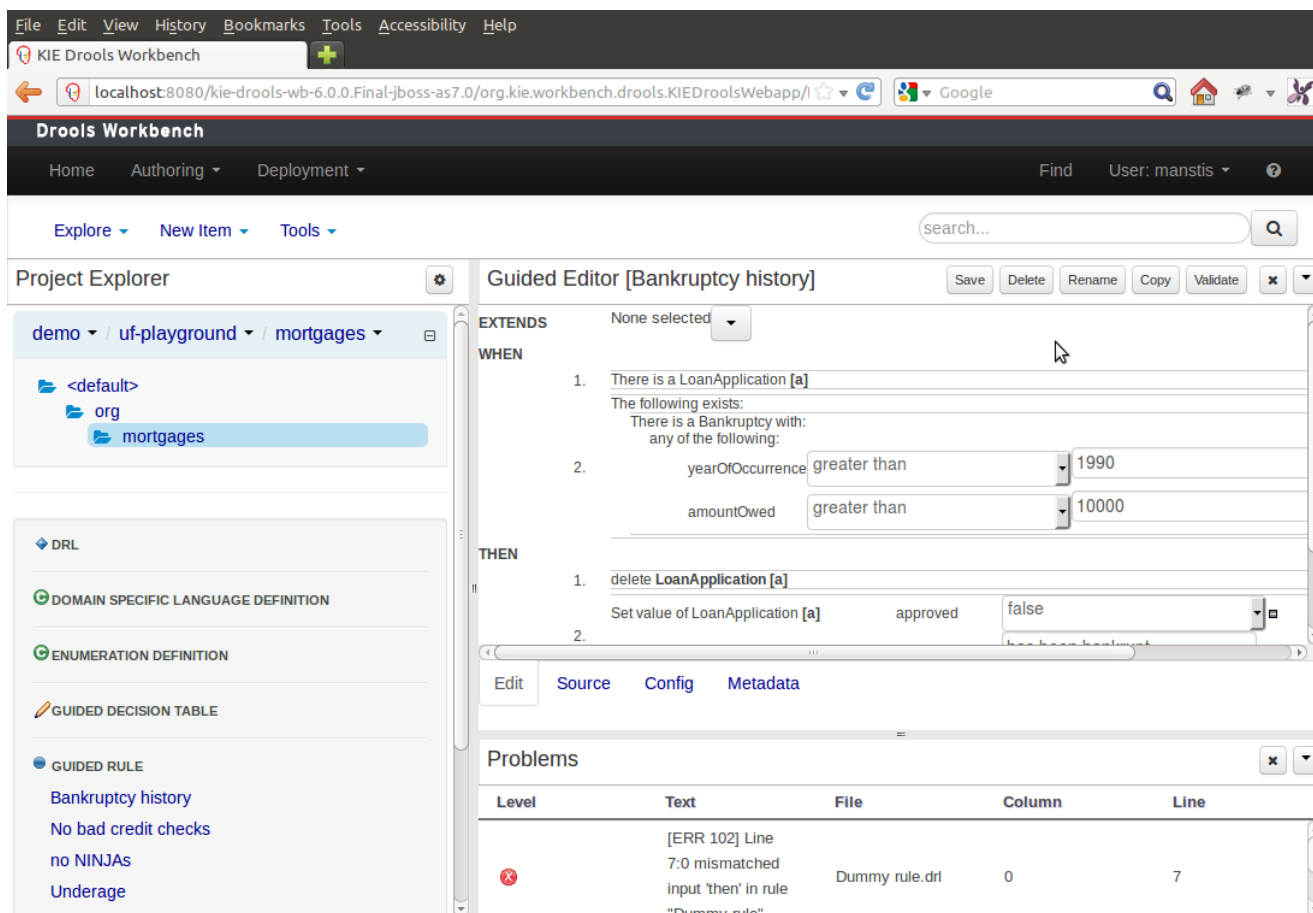 File Edit View History Bookmarks Tools Accessibility Help
KIE Drools Workbench
localhost:8080/kie-drools-wb-6.0.0.Final-jboss-as7.0/org.kie.workbench.drools.KIEDroolsWebapp/ Google
Drools Workbench
Home Authoring Deployment Find User: manstis
Explore New Item Tools search...
Project Explorer
demo / uf-playground / mortgages
<default>
org
mortgages
DRL
DOMAIN SPECIFIC LANGUAGE DEFINITION
ENUMERATION DEFINITION
GUIDED DECISION TABLE
GUIDED RULE
Bankruptcy history
No bad credit checks
no NINJAs
Underage
Guided Editor [Bankruptcy history] Save Delete Rename Copy Validate
EXTENDS None selected
WHEN
1. There is a LoanApplication [a]
The following exists:
There is a Bankruptcy with:
any of the following:
2. yearOfOccurrence greater than 1990
amountOwed greater than 10000
THEN
1. delete LoanApplication [a]
Set value of LoanApplication [a] approved false
2. has been bankrupt
Edit Source Config Metadata
Problems
Level Text File Column Line
[ERR 102] Line
7:0 mismatched
input 'then' in rule Dummy rule.drl 0 7
"Dummy rule"